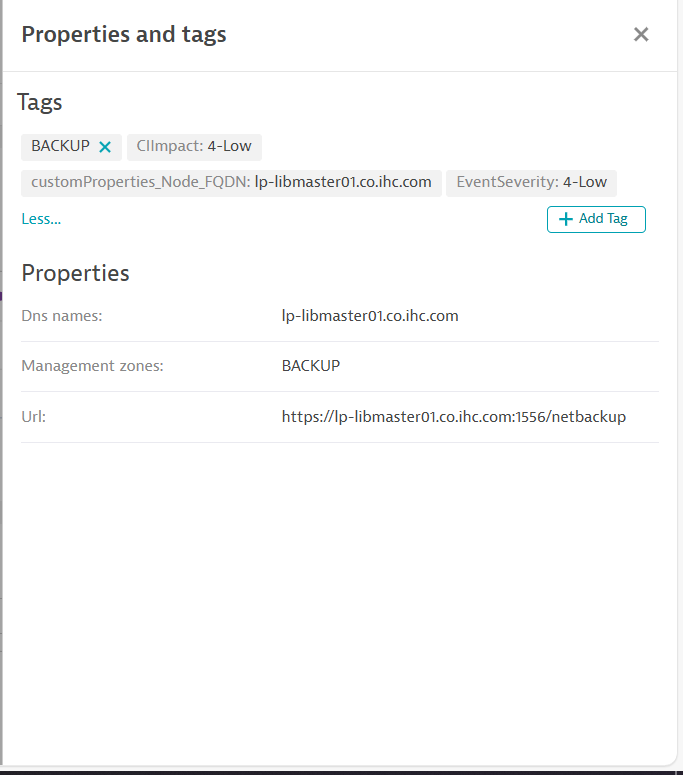 Properties and tags
Tags
BACKUP
CIImpact: 4-Low
customProperties_Node_FQDN: lp-libmaster01.co.ihc.com
EventSeverity: 4-Low
Less...
Add Tag
Properties
Dns names: lp-libmaster01.co.ihc.com
Management zones: BACKUP
Url: https://lp-libmaster01.co.ihc.com:1556/netbackup